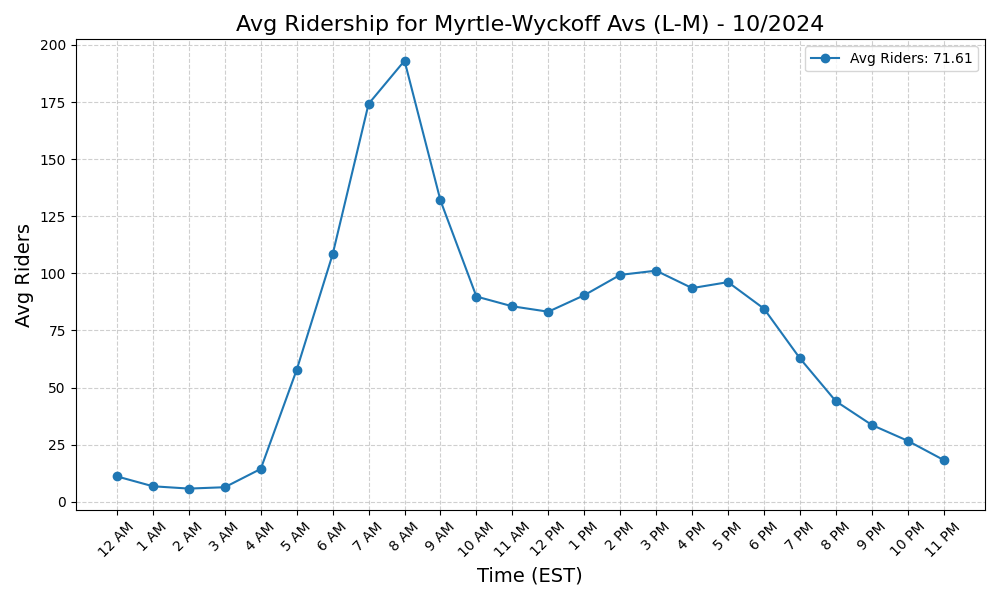 Avg Ridership for Myrtle-Wyckoff Avs (L-M) - 10/2024
Avg Riders: 71.61
Avg Riders
200
175
150
125
100
75
50
25
0
12 AM
1 AM
2 AM
3 AM
4 AM
5 AM
6 AM
7 AM
8 AM
9 AM
10 AM
11 AM
12 PM
1 PM
2 PM
3 PM
4 PM
5 PM
6 PM
7 PM
8 PM
9 PM
10 PM
11 PM
Time (EST)